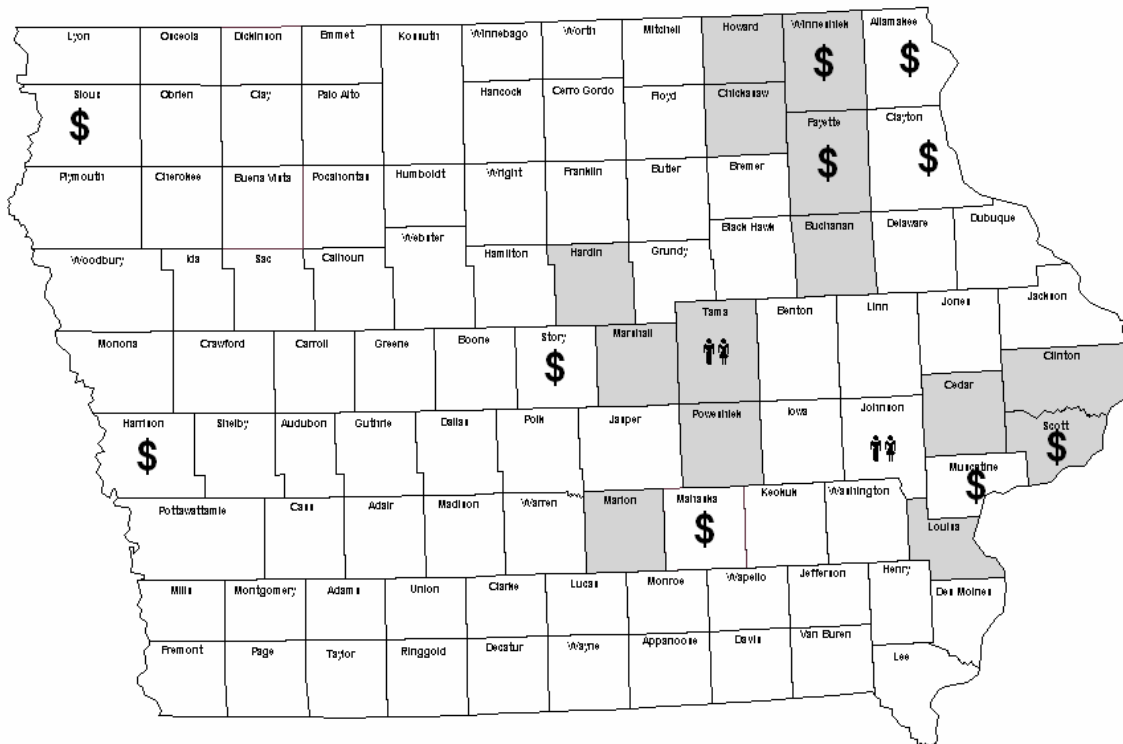 Lyon Osceola Dickinson Emmet Kossuth Winnebago Worth Mitchell Howard Winneshiek Allamakee
$ $
Sioux Obrien Clay Palo Alto Hancock Cerro Gordo Floyd Chickasaw Fayette Clayton
$ $ $
Plymouth Cherokee Buena Vista Pocahontas Humboldt Wright Franklin Butler Bremer
Woodbury Ida Sac Calhoun Webster Hamilton Hardin Grundy Black Hawk Buchanan Delaware Dubuque
Monona Crawford Carroll Greene Boone Story Marshall Tama Benton Linn Jones Jackson
$
Harrison Shelby Audubon Guthrie Dallas Polk Jasper Poweshiek Iowa Johnson Cedar Clinton
$
Scott
$
Muscatine
$
Pottawattamie Cass Adair Madison Warren Marion Mahaska Keokuk Washington Louisa
$
Mills Montgomery Adams Union Clarke Lucas Monroe Wapello Jefferson Henry Des Moines
Fremont Page Taylor Ringgold Decatur Wayne Appanoose Davis Van Buren Lee